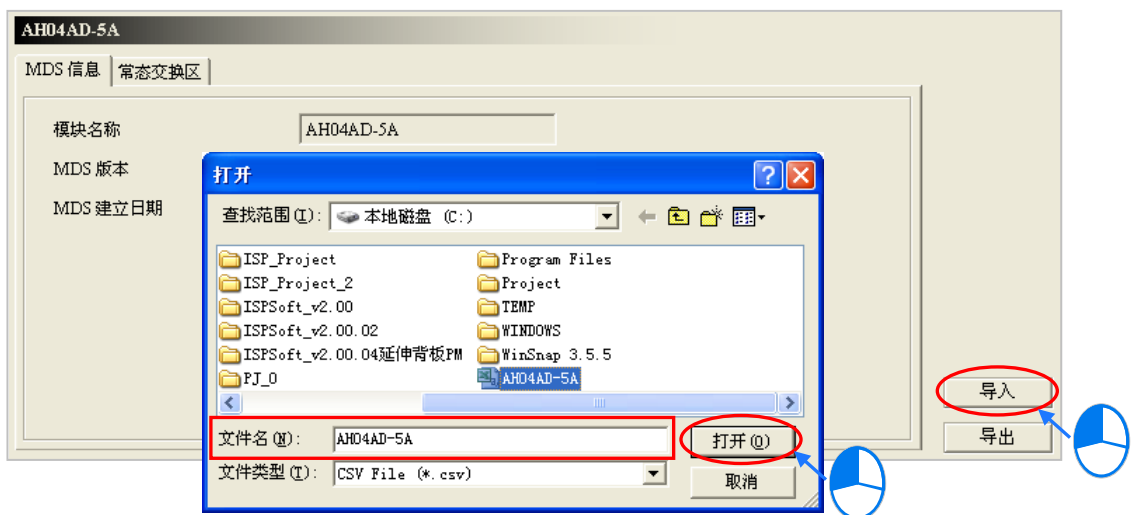 AH04AD-5A
MDS 信息 常态交换区
模块名称 AH04AD-5A
MDS 版本
MDS 建立日期
打开
查找范围(I): 本地磁盘 (C:)
ISP_Project Program Files
ISP_Project_2 Project
ISPSoft_v2.00 TEMP
ISPSoft_v2.00.02 WINDOWS
ISPSoft_v2.00.04延伸背板PM WinSnap 3.5.5
PJ_0 AH04AD-5A
文件名(N): AH04AD-5A 打开(O)
文件类型(T): CSV File (*.csv) 取消
导入
导出